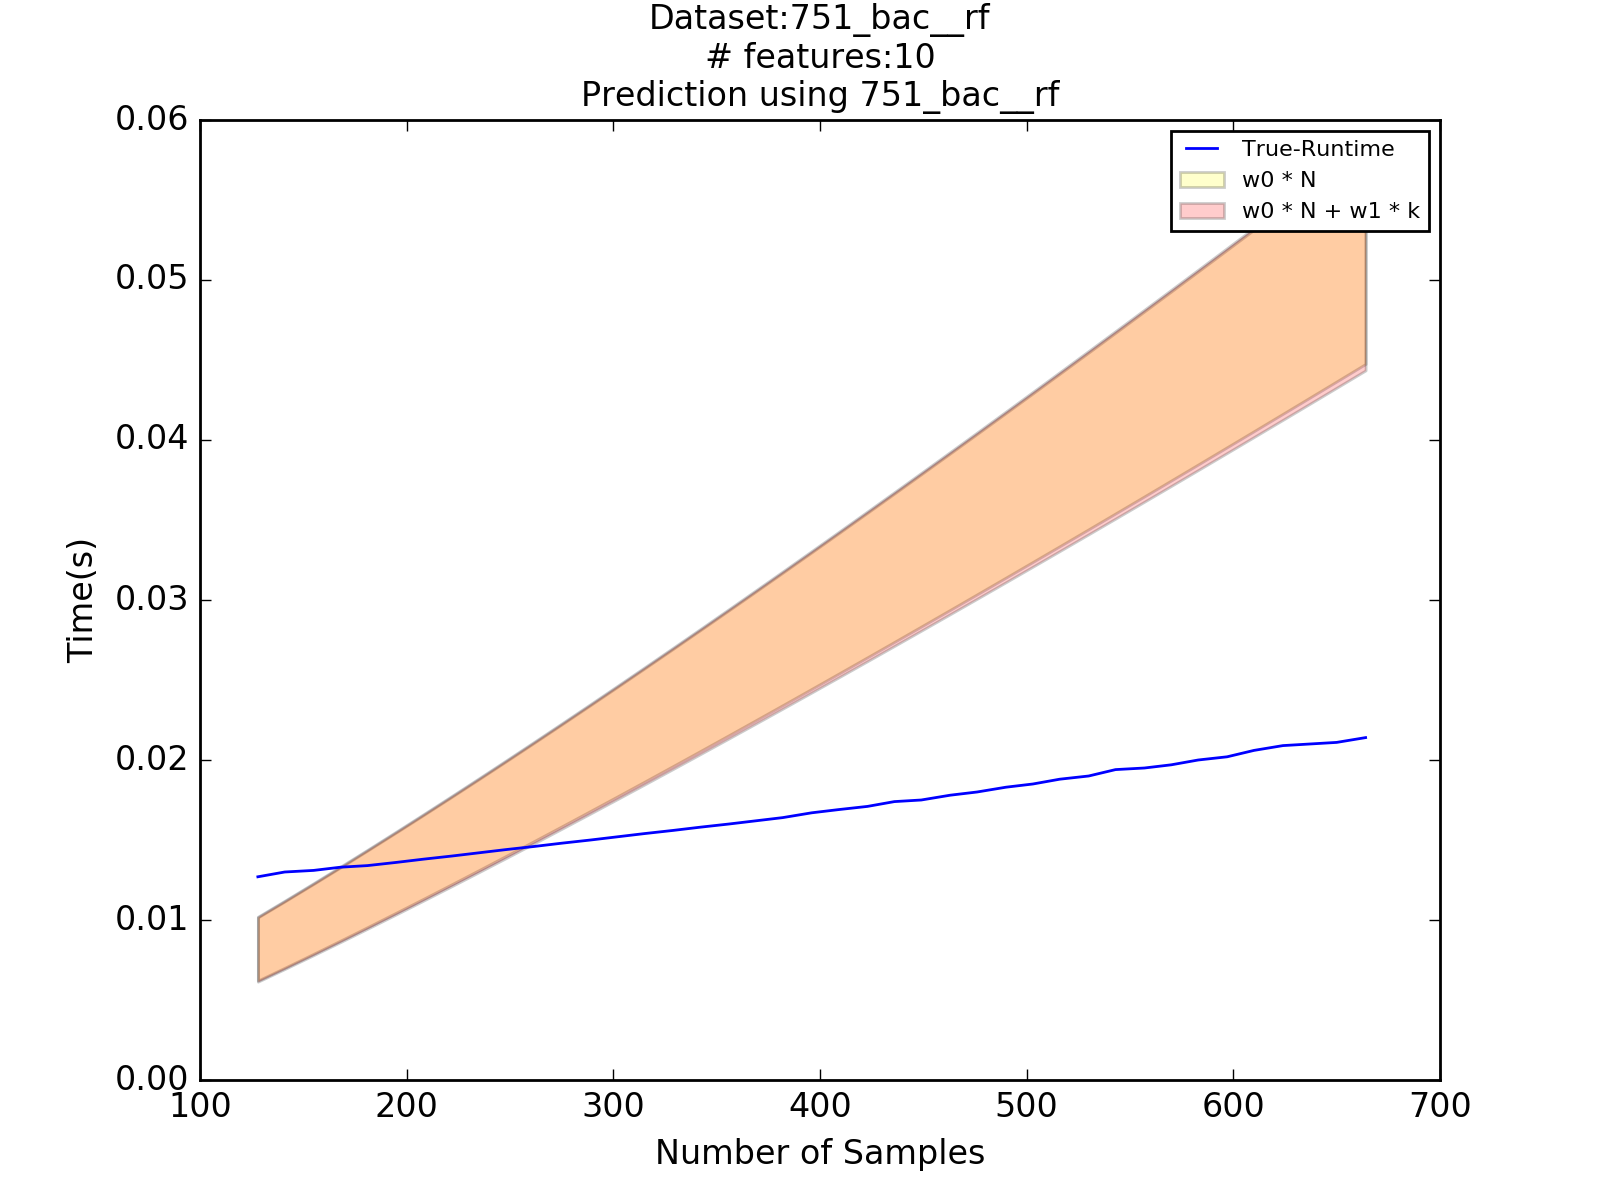 Dataset:751_bac__rf
# features:10
Prediction using 751_bac__rf
0.06
0.05
0.04
0.03
0.02
0.01
0.00
Time(s)
True-Runtime
w0 * N
w0 * N + w1 * k
100 200 300 400 500 600 700
Number of Samples